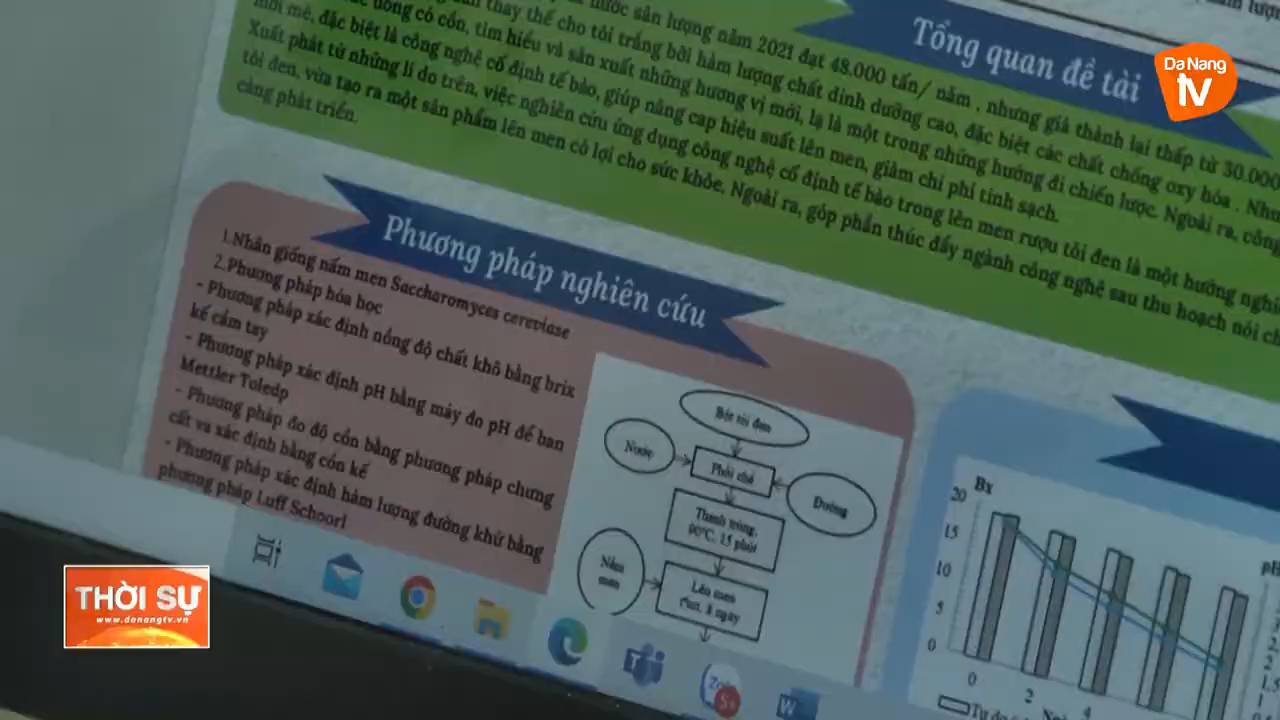 Tổng quan đề tài
Da Nang
tv
nước sản lượng năm 2021 đạt 48.000 tấn/ năm . nhưng giá thành lại thấp từ 30.000
thay thế cho tỏi trắng bởi hàm lượng chất dinh dưỡng cao, đặc biệt các chất chống oxy hóa . Như
uống có cồn, tìm hiểu và sản xuất những hương vị mới, lạ là một trong những hướng đi chiến lược. Ngoài ra, công
mới mẻ, đặc biệt là công nghệ cố định tế bào, giúp nâng cap hiệu suất lên men, giảm chi phí tinh sạch.
Xuất phát từ những lí do trên, việc nghiên cứu ứng dụng công nghệ cố định tế bào trong lên men rượu tỏi đen là một hướng
tỏi đen, vừa tạo ra một sản phẩm lên men có lợi cho sức khỏe. Ngoài ra, góp phần thúc đẩy ngành công nghệ sau thu hoạch nói
càng phát triển.
Phương pháp nghiên cứu
1.Nhân giống nấm men Saccharomyces cereviase
2.Phương pháp hóa học
- Phương pháp xác định nồng độ chất khô bằng brix
kế cầm tay
- Phương pháp xác định pH bằng máy đo pH để ban
Mettler Toledp
- Phương pháp đo độ cồn bằng phương pháp chưng
cất va xác định bằng cồn kế
- Phương pháp xác định hàm lượng đường khử bằng
phương pháp Luff Schoorl
Bột tỏi đen
Nước
Phối chế
Đường
Thanh trùng,
90°C, 15 phút
Nấm
men
Lên men
Bx
20
15
10
5
0
0
2
4
pH
THỜI SỰ
www.danangtv.vn